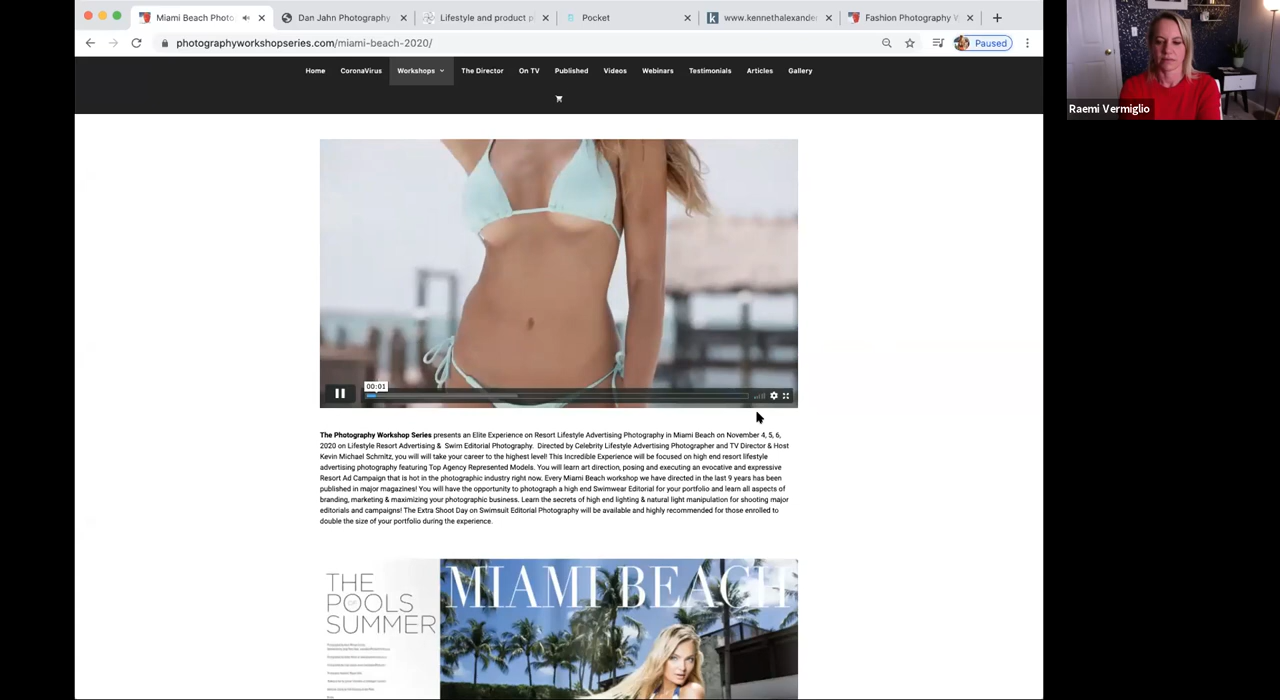 Miami Beach Photo
Dan Jahn Photography
Lifestyle and product p
Pocket
www.kennethalexander
Fashion Photography W
photographyworkshopseries.com/miami-beach-2020/
Paused
Home CoronaVirus Workshops The Director On TV Published Videos Webinars Testimonials Articles Gallery
Raemi Vermiglio
00:01
The Photography Workshop Series presents an Elite Experience on Resort Lifestyle Advertising Photography in Miami Beach on November 4, 5, 6,
2020 on Lifestyle Resort Advertising & Swim Editorial Photography. Directed by Celebrity Lifestyle Advertising Photographer and TV Director & Host
Kevin Michael Schmitz, you will will take your career to the highest level! This Incredible Experience will be focused on high end resort lifestyle
advertising photography featuring Top Agency Represented Models. You will learn art direction, posing and executing an evocative and expressive
Resort Ad Campaign that is hot in the photographic industry right now. Every Miami Beach workshop we have directed in the last 9 years has been
published in major magazines! You will have the opportunity to photograph a high end Swimwear Editorial for your portfolio and learn all aspects of
branding, marketing & maximizing your photographic business. Learn the secrets of high end lighting & natural light manipulation for shooting major
editorials and campaigns! The Extra Shoot Day on Swimsuit Editorial Photography will be available and highly recommended for those enrolled to
double the size of your portfolio during the experience.
THE
POOLS
OF
SUMMER
MIAMI BEACH